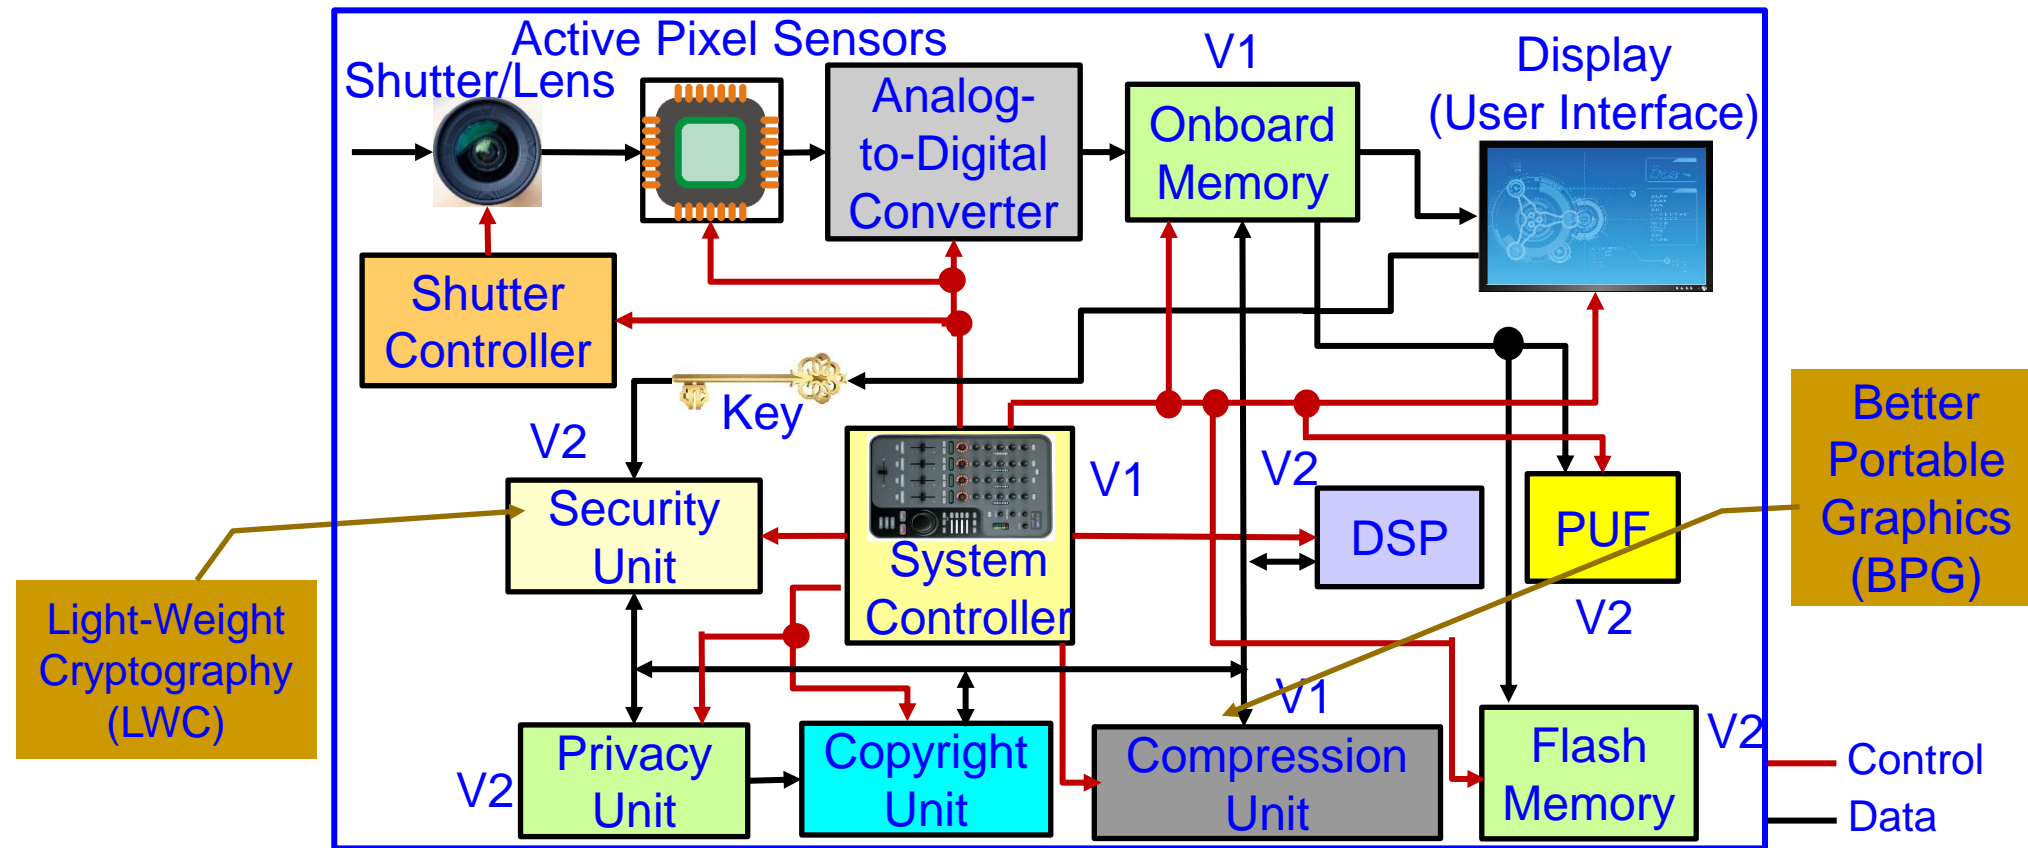 Active Pixel Sensors
Shutter/Lens
V1
Display
(User Interface)
Analog-
to-Digital
Converter
Onboard
Memory
Shutter
Controller
Key
V2
V1
V2
Better
Portable
Graphics
(BPG)
Security
Unit
System
Controller
DSP
PUF
V2
Light-Weight
Cryptography
(LWC)
V1
V2
Privacy
Unit
V2
Copyright
Unit
Compression
Unit
Flash
Memory
Control
Data